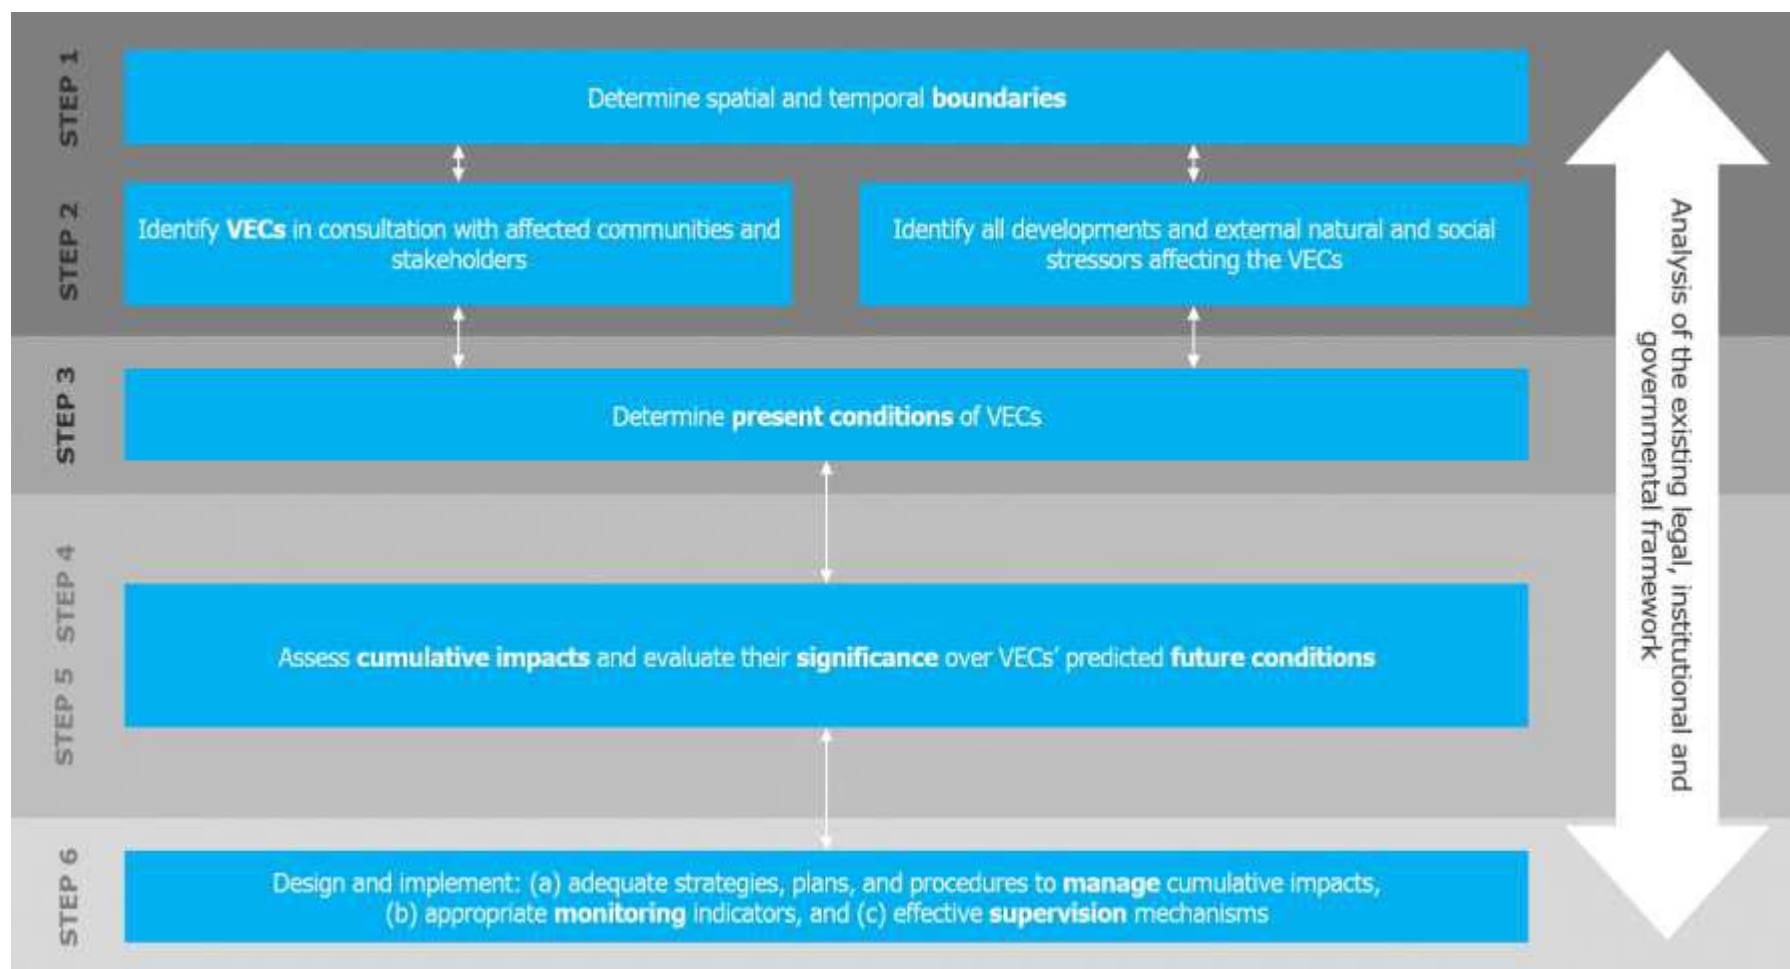 STEP 1
Determine spatial and temporal boundaries
STEP 2
Identify VECs in consultation with affected communities and
stakeholders
Identify all developments and external natural and social
stressors affecting the VECs
STEP 3
Determine present conditions of VECs
STEP 4
STEP 5
Assess cumulative impacts and evaluate their significance over VECs’ predicted future conditions
STEP 6
Design and implement: (a) adequate strategies, plans, and procedures to manage cumulative impacts,
(b) appropriate monitoring indicators, and (c) effective supervision mechanisms
Analysis of the existing legal, institutional and
governmental framework